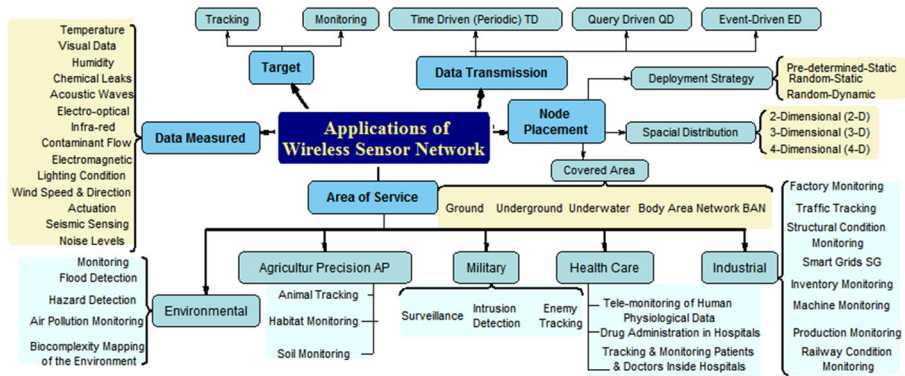 Tracking
Monitoring
Time Driven (Periodic) TD
Query Driven QD
Event-Driven ED
Target
Data Transmission
Temperature
Visual Data
Humidity
Chemical Leaks
Acoustic Waves
Electro-optical
Infra-red
Contaminant Flow
Electromagnetic
Lighting Condition
Wind Speed & Direction
Actuation
Seismic Sensing
Noise Levels
Data Measured
Applications of
Wireless Sensor Network
Node
Placement
Deployment Strategy
Pre-determined-Static
Random-Static
Random-Dynamic
Spacial Distribution
2-Dimensional (2-D)
3-Dimensional (3-D)
4-Dimensional (4-D)
Covered Area
Ground
Underground
Underwater
Body Area Network BAN
Area of Service
Environmental
Monitoring
Flood Detection
Hazard Detection
Air Pollution Monitoring
Biocomplexity Mapping
of the Environment
Agricultur Precision AP
Animal Tracking
Habitat Monitoring
Soil Monitoring
Military
Surveillance
Intrusion
Detection
Enemy
Tracking
Health Care
Tele-monitoring of Human
Physiological Data
Drug Administration in Hospitals
Tracking & Monitoring Patients
& Doctors Inside Hospitals
Industrial
Factory Monitoring
Traffic Tracking
Structural Condition
Monitoring
Smart Grids SG
Inventory Monitoring
Machine Monitoring
Production Monitoring
Railway Condition
Monitoring